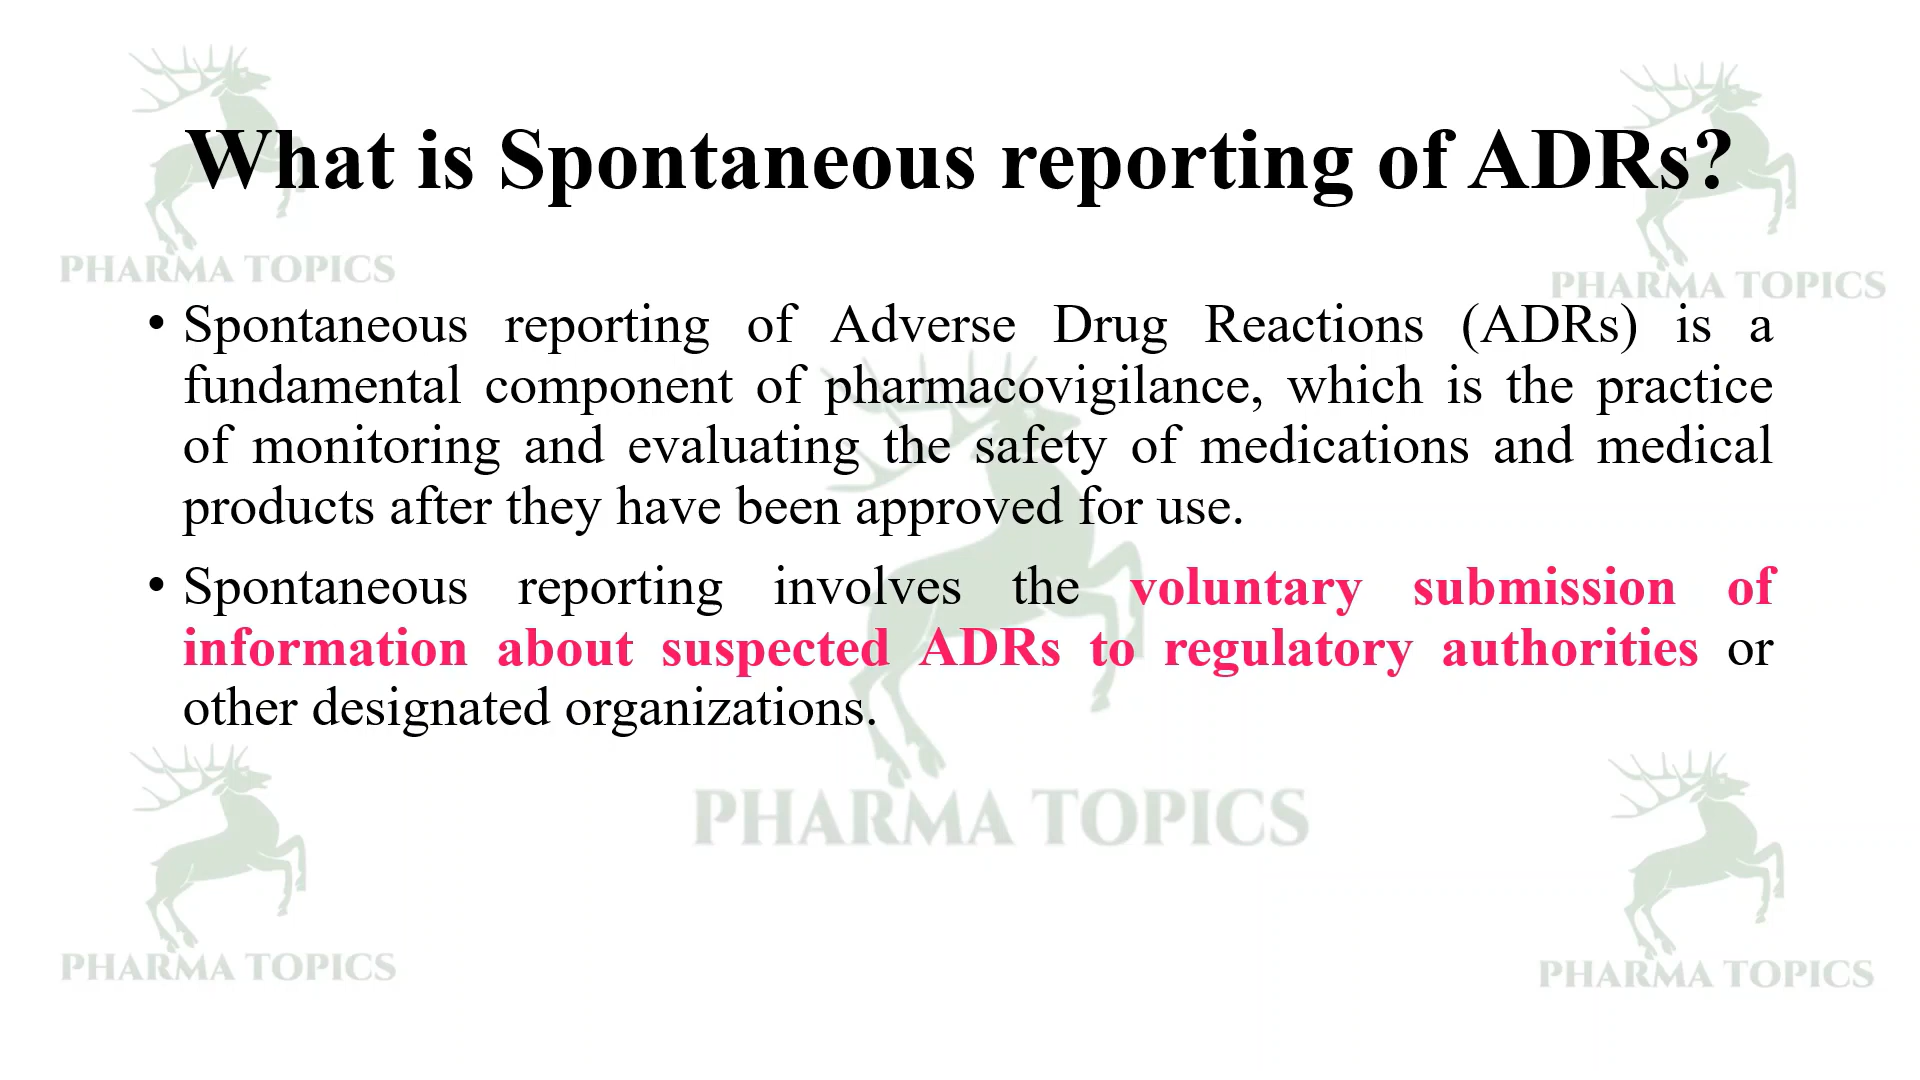 What is Spontaneous reporting of ADRs?
PHARMA TOPICS
PHARMA TOPICS
• Spontaneous reporting of Adverse Drug Reactions (ADRs) is a
fundamental component of pharmacovigilance, which is the practice
of monitoring and evaluating the safety of medications and medical
products after they have been approved for use.
• Spontaneous reporting involves the voluntary submission of
information about suspected ADRs to regulatory authorities or
other designated organizations.
PHARMA TOPICS
PHARMA TOPICS
PHARMA TOPICS